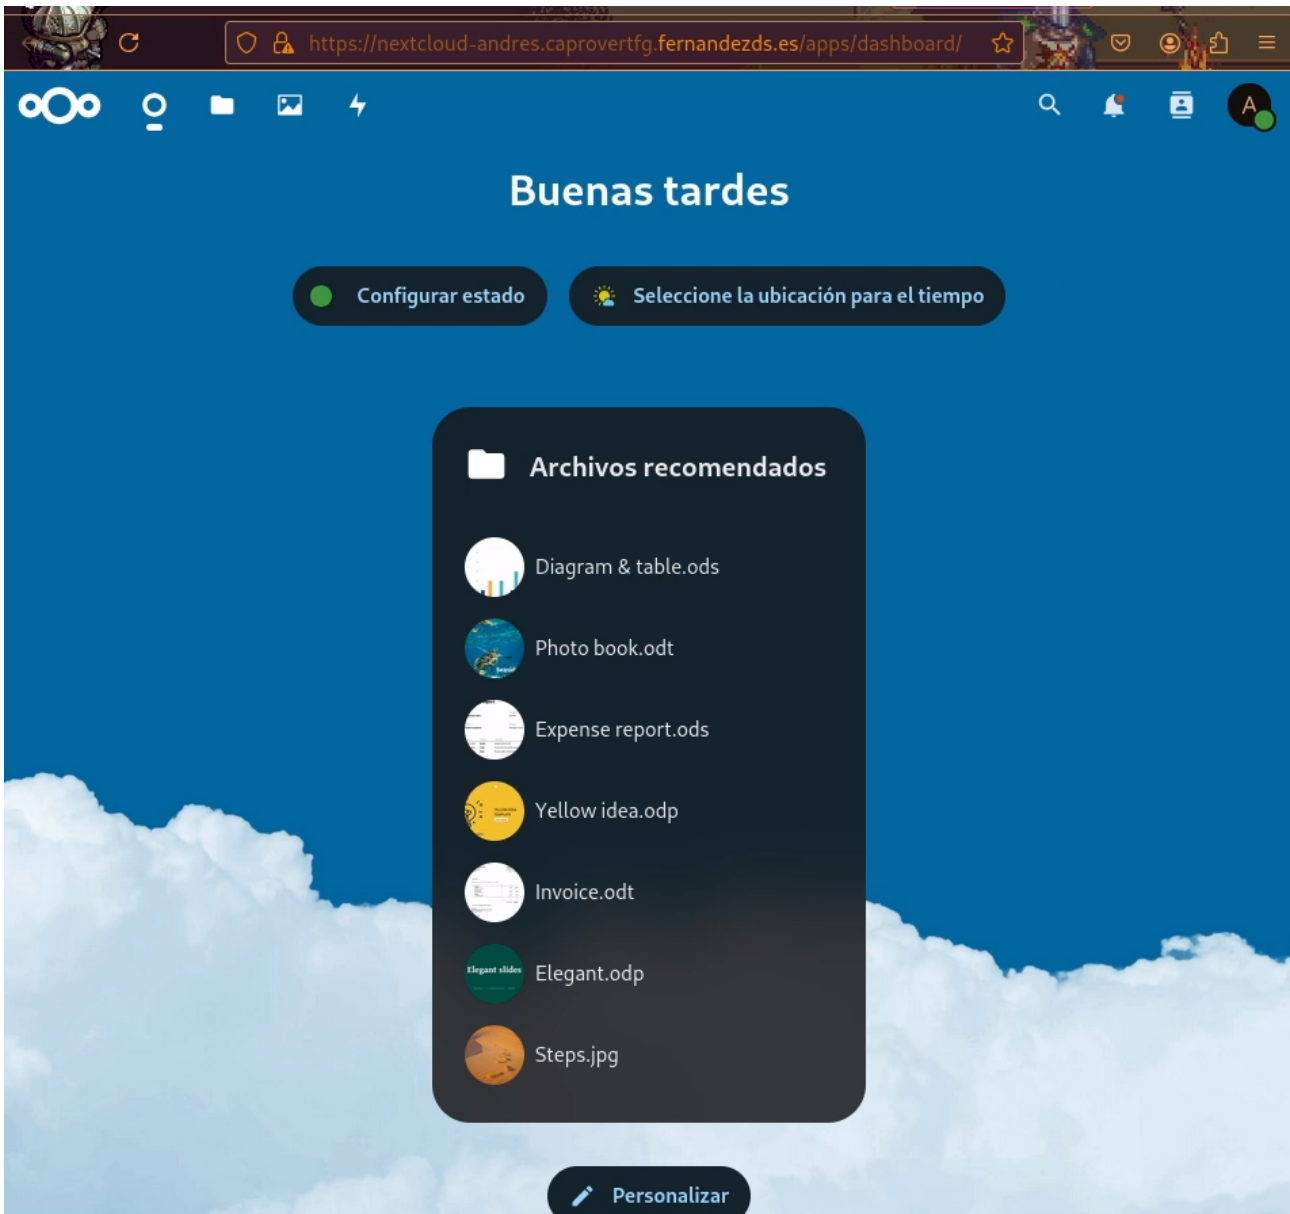 https://nextcloud-andres.caprovertfg.fernandezds.es/apps/dashboard/
A
Buenas tardes
Configurar estado
Seleccione la ubicación para el tiempo
Archivos recomendados
Diagram & table.ods
Photo book.odt
Expense report.ods
Yellow idea.odp
Invoice.odt
Elegant slides
Elegant.odp
Steps.jpg
Personalizar